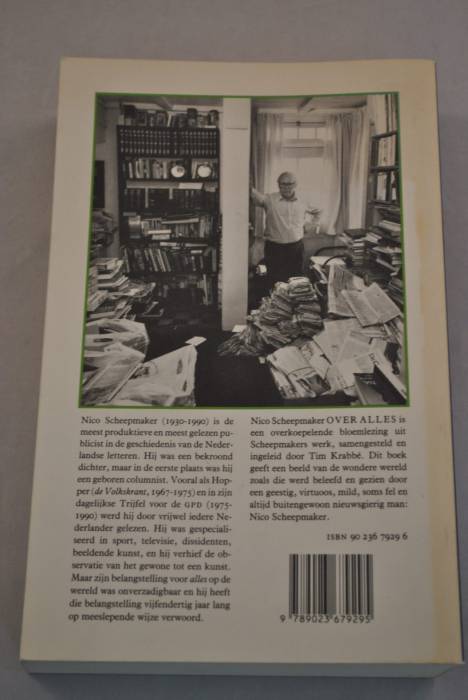 Nico Scheepmaker (1930-1990) is de
meest produktieve en meest gelezen pu-
blicist in de geschiedenis van de Neder-
landse letteren. Hij was een bekroond
dichter, maar in de eerste plaats was hij
een geboren columnist. Vooral als Hop-
per (de Volkskrant, 1967-1975) en in zijn
dagelijkse Trijfel voor de GPD (1975-
1990) werd hij door vrijwel iedere Ne-
derlander gelezen. Hij was gespeciali-
seerd in sport, televisie, dissidenten,
beeldende kunst, en hij verhief de ob-
servatie van het gewone tot een kunst.
Maar zijn belangstelling voor alles op de
wereld was onverzadigbaar en hij heeft
die belangstelling vijfendertig jaar lang
op meeslepende wijze verwoord.
Nico Scheepmaker OVER ALLES is
een overkoepelende bloemlezing uit
Scheepmakers werk, samengesteld en
ingeleid door Tim Krabbé. Dit boek
geeft een beeld van de wondere wereld
zoals die werd beleefd en gezien door
een geestig, virtuoos, mild, soms fel en
altijd buitengewoon nieuwsgierig man:
Nico Scheepmaker.
ISBN 90 236 7929 6
9 789023 679295